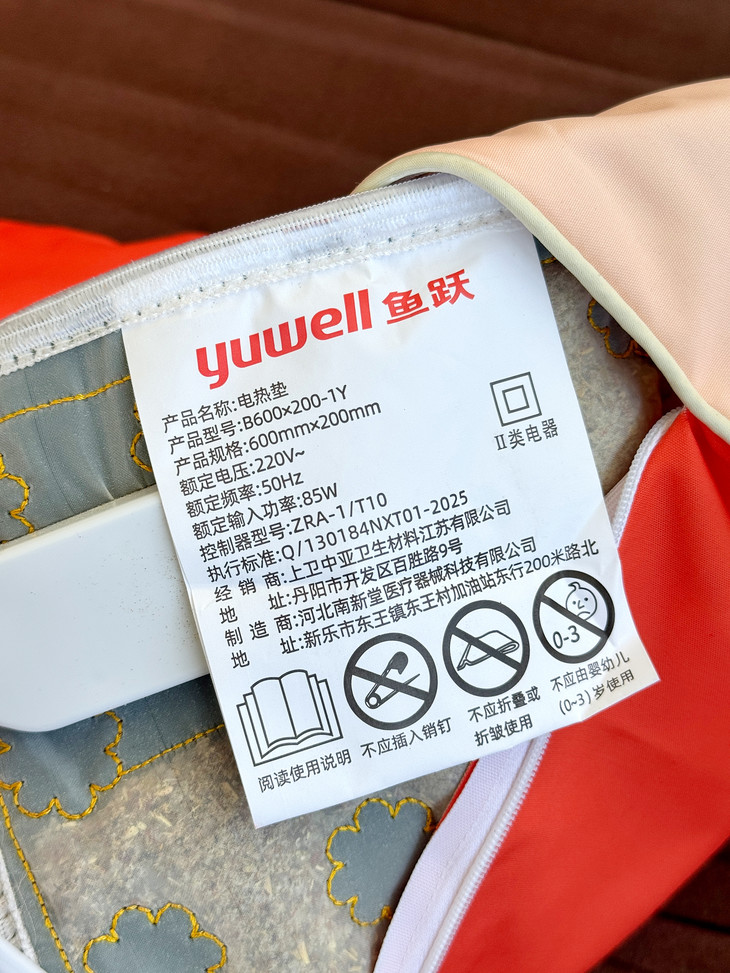 yuwell 鱼跃
产品名称:电热垫
产品型号:B600×200-1Y
产品规格:600mm×200mm
额定电压:220V~
额定频率:50Hz
额定输入功率:85W
控制器型号:ZRA-1/T10
执行标准:Q/130184NXT01-2025
经销商:上卫中亚卫生材料江苏有限公司
地址:丹阳市开发区百胜路9号
制造商:河北南新堂医疗器械科技有限公司
地址:新乐市东王镇东王村加油站东行200米路北
II类电器
阅读使用说明
不应插入销钉
不应折叠或
折皱使用
0-3
不应由婴幼儿
(0~3)岁使用